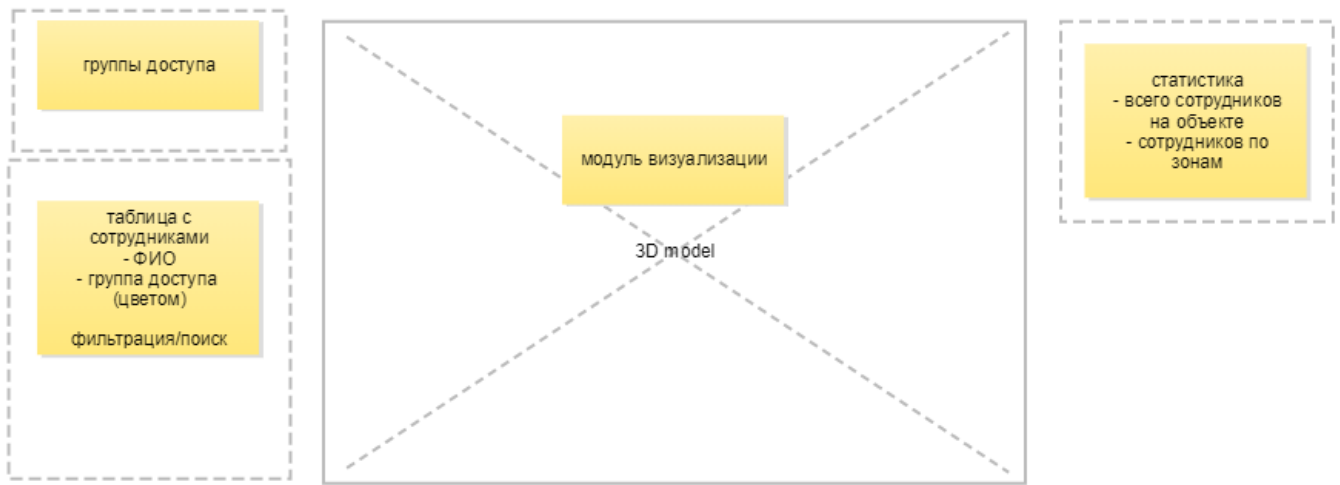 группы доступа
таблица с
сотрудниками
- ФИО
- группа доступа
(цветом)
фильтрация/поиск
модуль визуализации
3D model
статистика
- всего сотрудников
на объекте
- сотрудников по
зонам